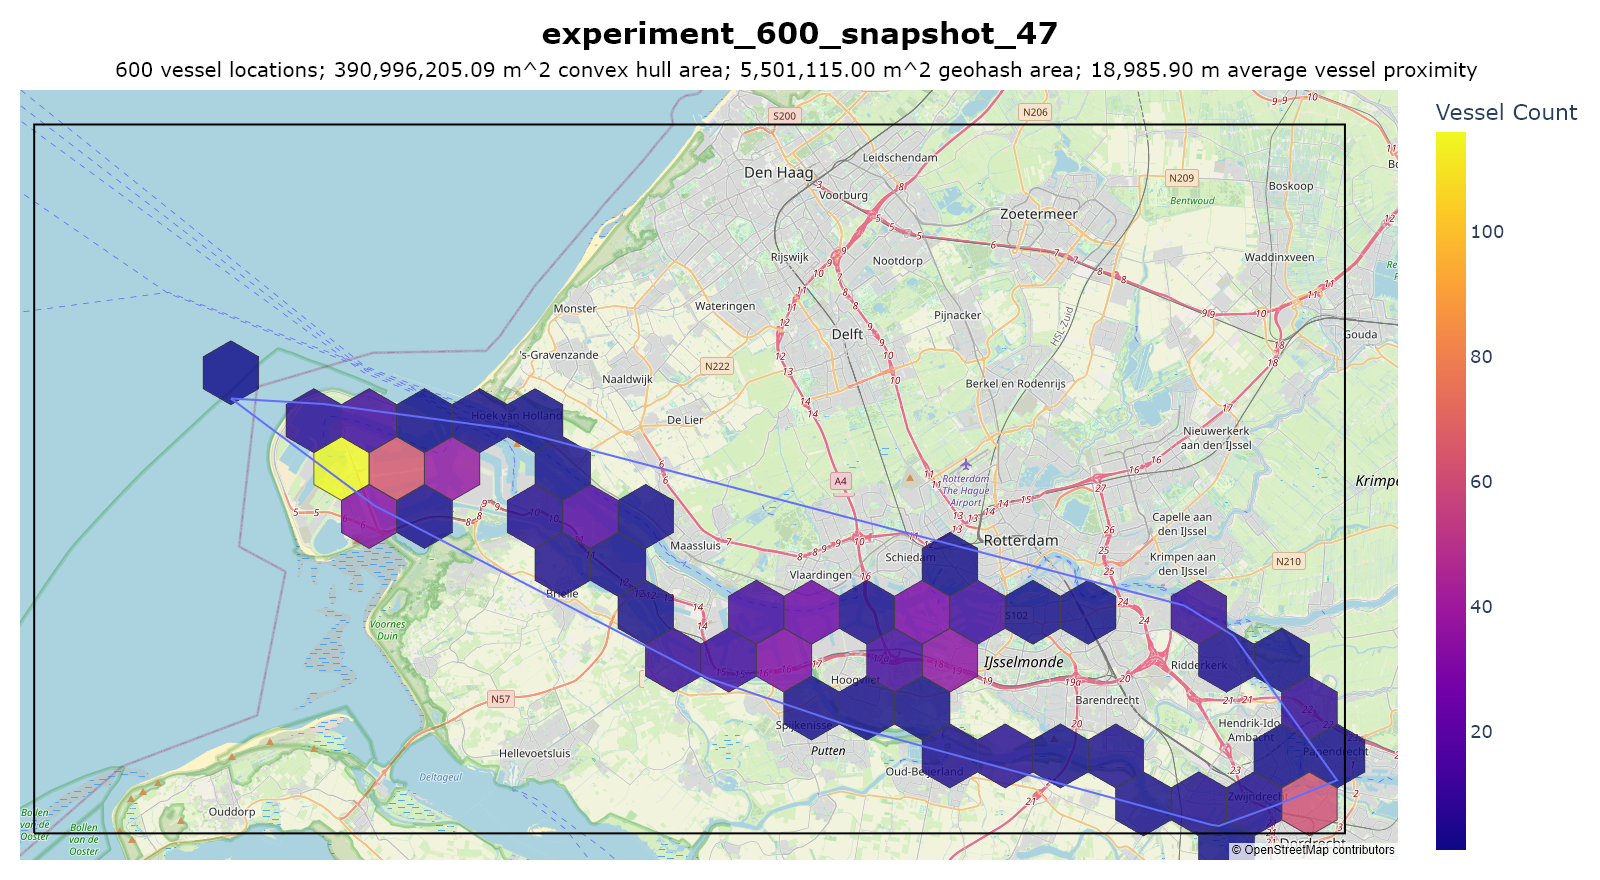 experiment_600_snapshot_47
600 vessel locations; 390,996,205.09 m^2 convex hull area; 5,501,115.00 m^2 geohash area; 18,985.90 m average vessel proximity
Vessel Count
100
80
60
40
20
S200
N206
Leidschendam
Den Haag
Voorburg
N209
Boskoop
Bentwoud
Zoetermeer
Rijswijk
Nootdorp
Waddinxveen
Monster
Wateringen
Pijnacker
Delft
HSL-Zuid
Gouda
's-Gravenzande
N222
Naaldwijk
Berkel en Rodenrijs
Hoek van Holland
De Lier
Nieuwerkerk
aan den IJssel
A4
Rotterdam
The Hague
Airport
Krimpe
Capelle aan
den IJssel
Maassluis
Rotterdam
Schiedam
Krimpen aan
den IJssel
N210
Vlaardingen
Brielle
S102
Voornes
Duin
IJsselmonde
Ridderkerk
Hoogvliet
N57
Barendrecht
Spijkenisse
Hendrik-Ido-
Ambacht
Hellevoetsluis
Putten
Papendrecht
Oud-Beijerland
Deltageul
Zwijndrecht
Ouddorp
Bollen
van de
Ooster
Bollen
van de
Ooster
Dordrecht
© OpenStreetMap contributors